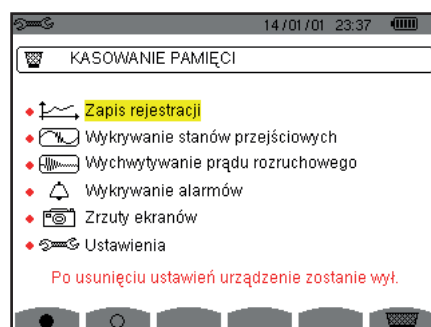 14/01/01 23:37
KASOWANIE PAMIĘCI
Zapis rejestracji
Wykrywanie stanów przejściowych
Wychwytywanie prądu rozruchowego
Wykrywanie alarmów
Zrzuty ekranów
Ustawienia
Po usunięciu ustawień urządzenie zostanie wył.